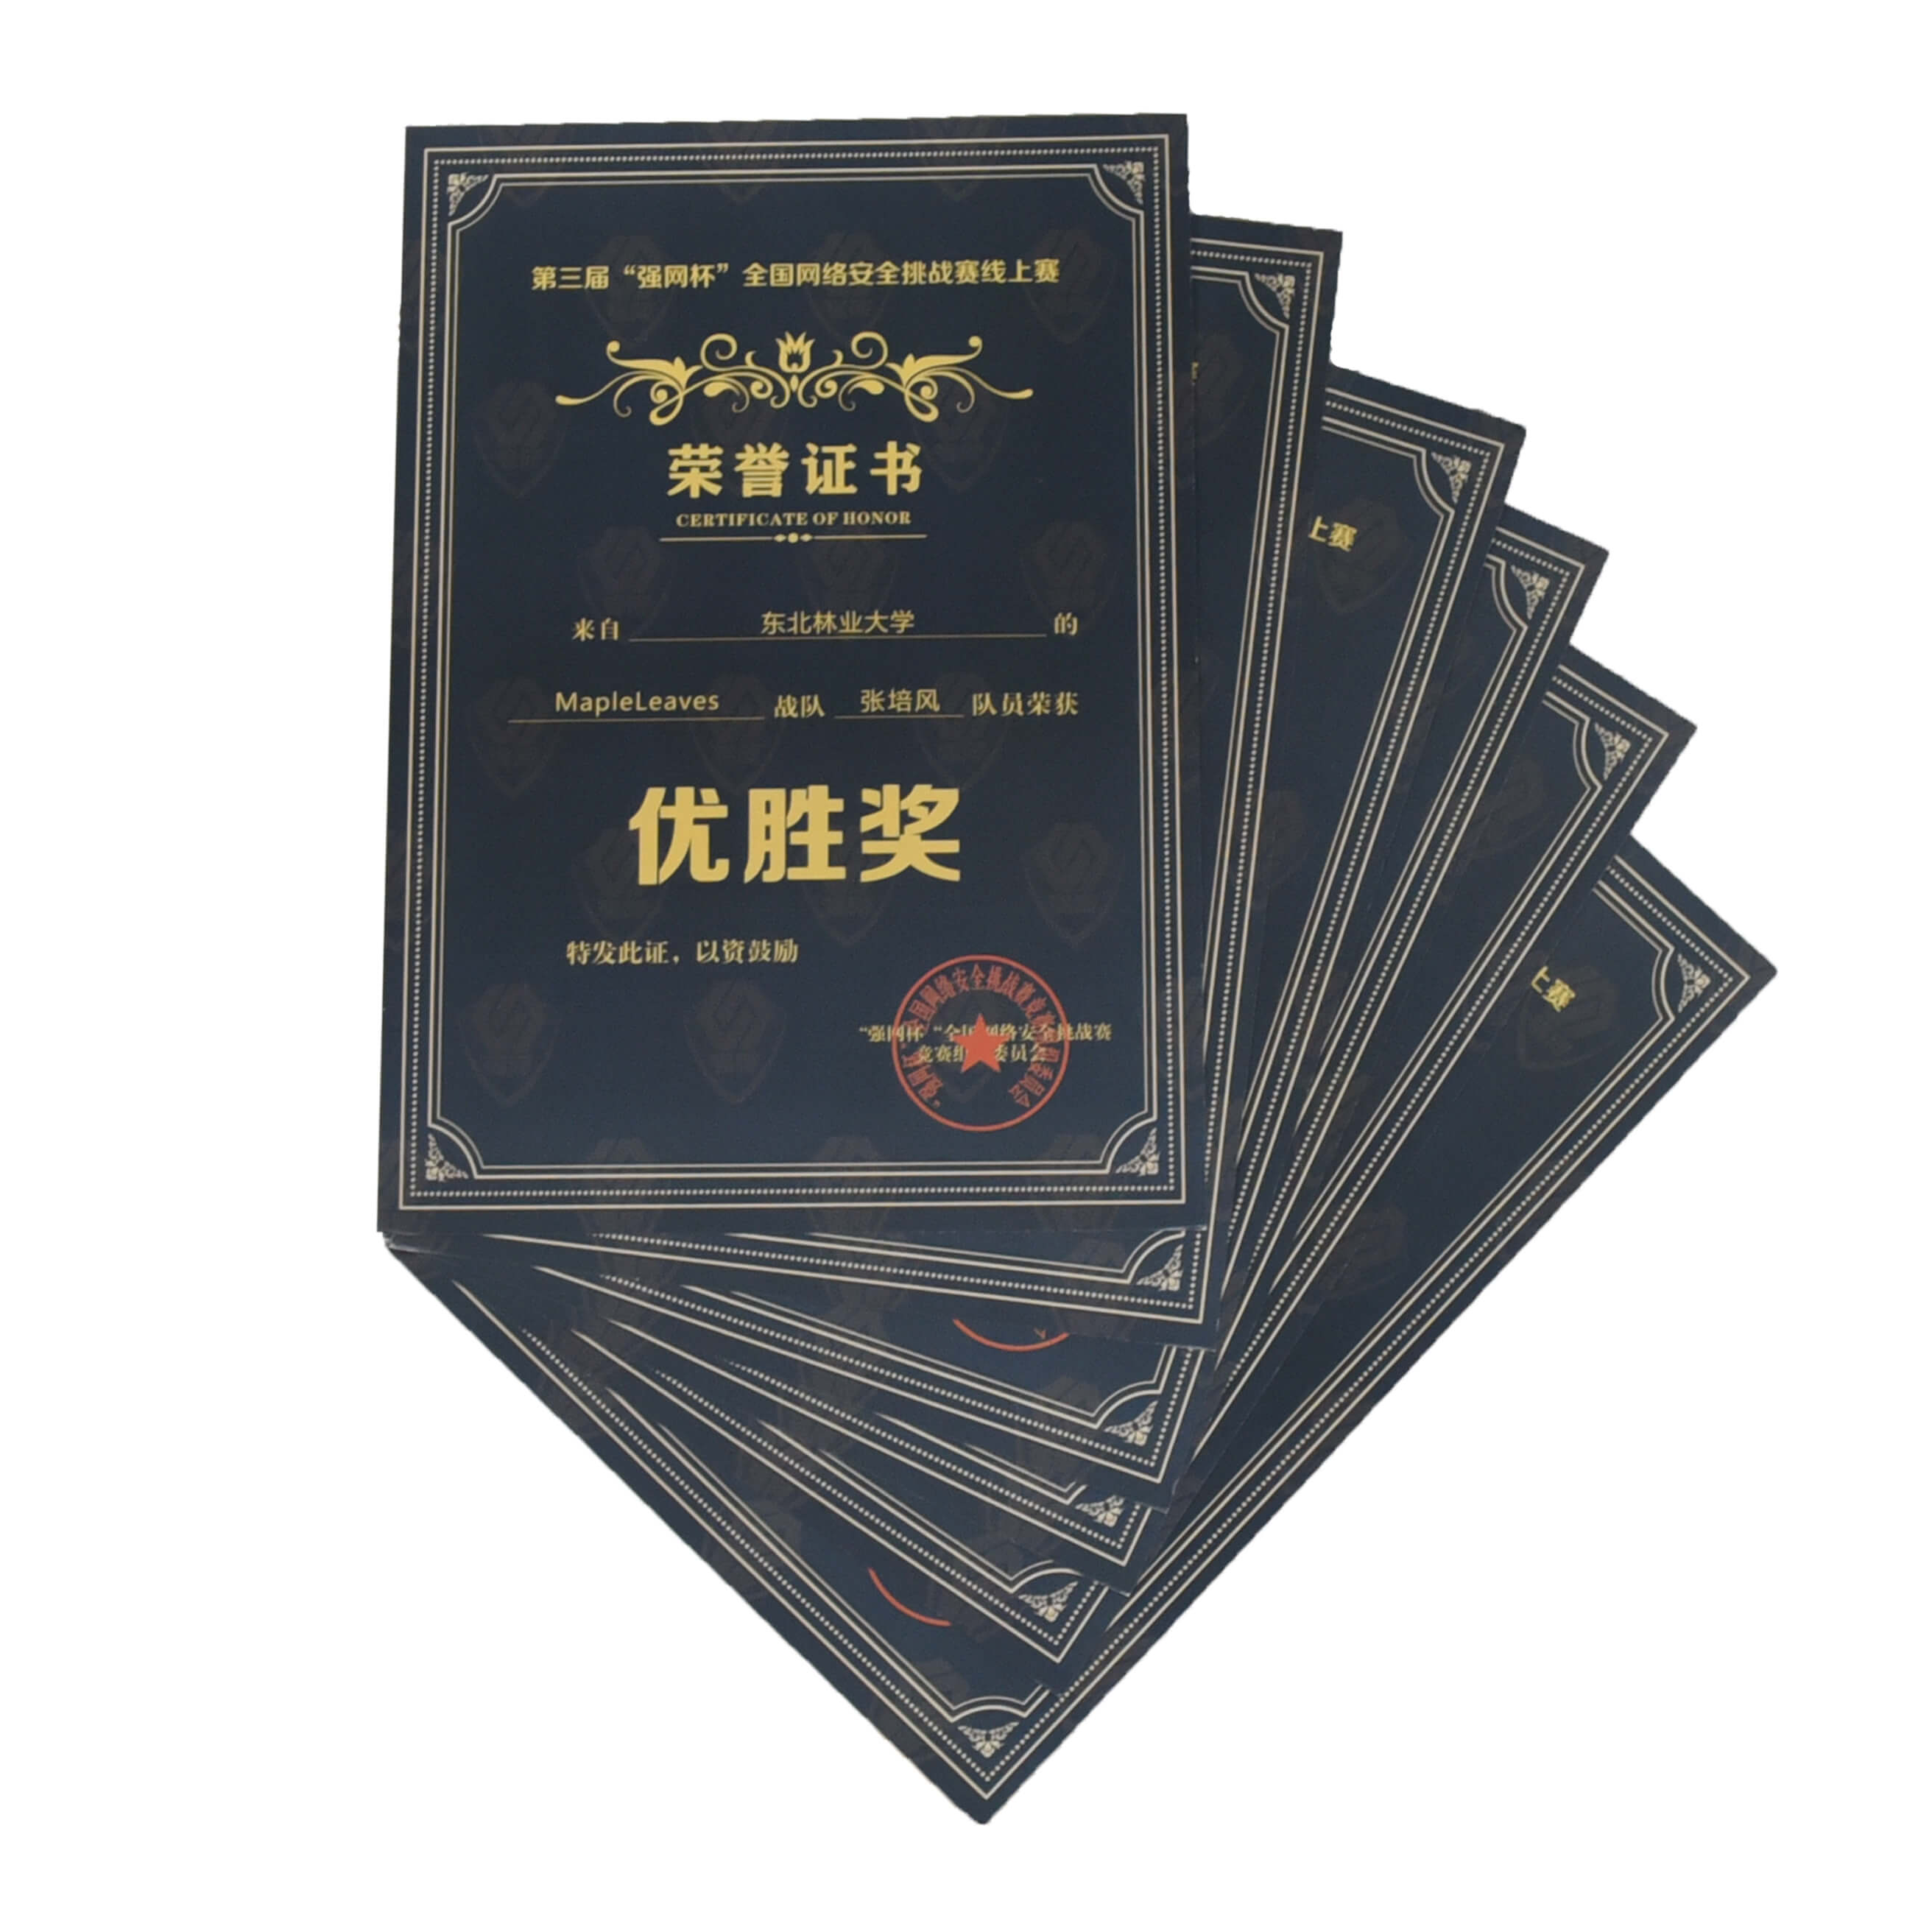 第三届“强网杯”全国网络安全挑战赛线上赛
荣誉证书
CERTIFICATE OF HONOR
来自 东北林业大学 的
MapleLeaves 战队 张培风 队员荣获
优胜奖
特发此证，以资鼓励
“强网杯“全国网络安全挑战赛
竞赛组 委员会
上赛
上赛